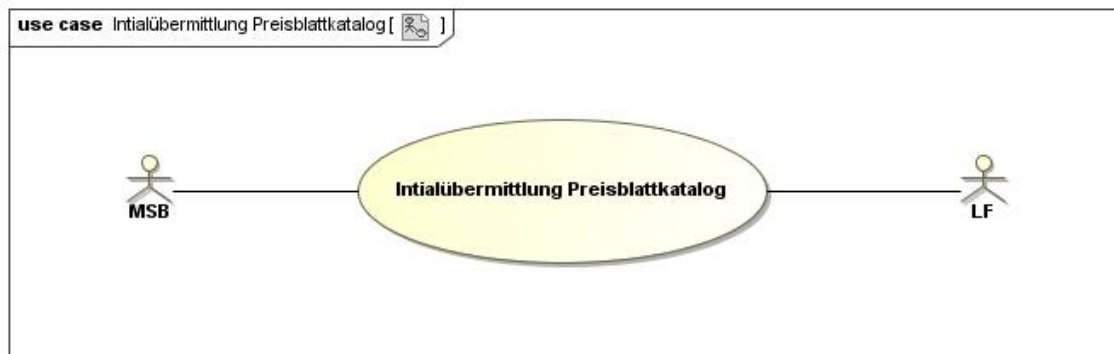 use case Intialübermittlung Preisblattkatalog [ ]
Intialübermittlung Preisblattkatalog
MSB
LF